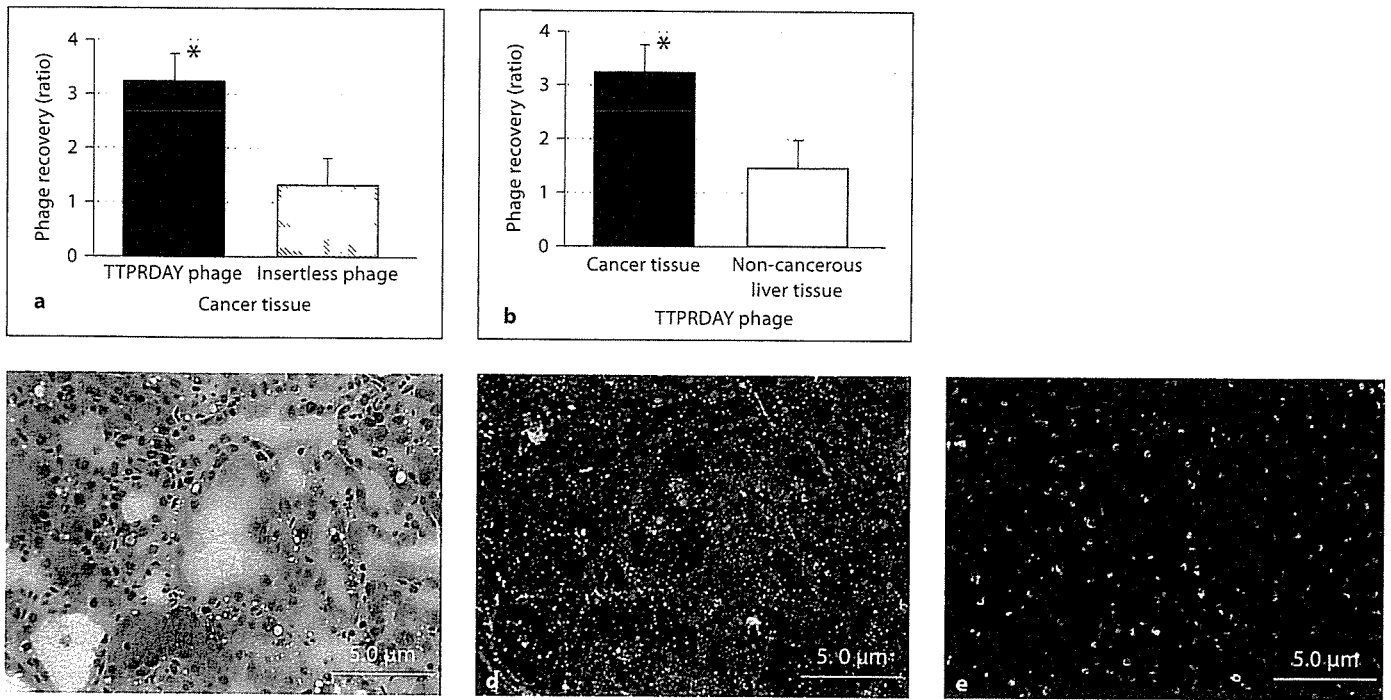 4
3
2
1
0
Phage recovery (ratio)
*
TTPRDAY phage Insertless phage
Cancer tissue
a
4
3
2
1
0
Phage recovery (ratio)
*
Cancer tissue Non-cancerous
liver tissue
TTPRDAY phage
b
5.0 µm
d
5.0 µm
e
5.0 µm